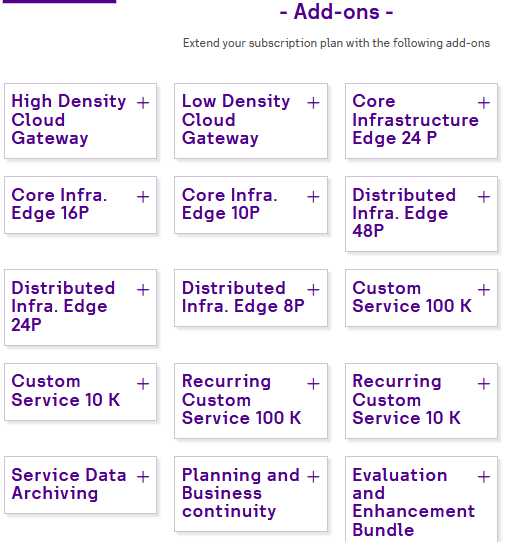 - Add-ons -
Extend your subscription plan with the following add-ons
High Density
Cloud
Gateway
+
Low Density
Cloud
Gateway
+
Core
Infrastructure
Edge 24 P
+
Core Infra.
Edge 16P
+
Core Infra.
Edge 10P
+
Distributed
Infra. Edge
48P
+
Distributed
Infra. Edge
24P
+
Distributed
Infra. Edge 8P
+
Custom
Service 100 K
+
Custom
Service 10 K
+
Recurring
Custom
Service 100 K
+
Recurring
Custom
Service 10 K
+
Service Data
Archiving
+
Planning and
Business
continuity
+
Evaluation
and
Enhancement
Bundle
+